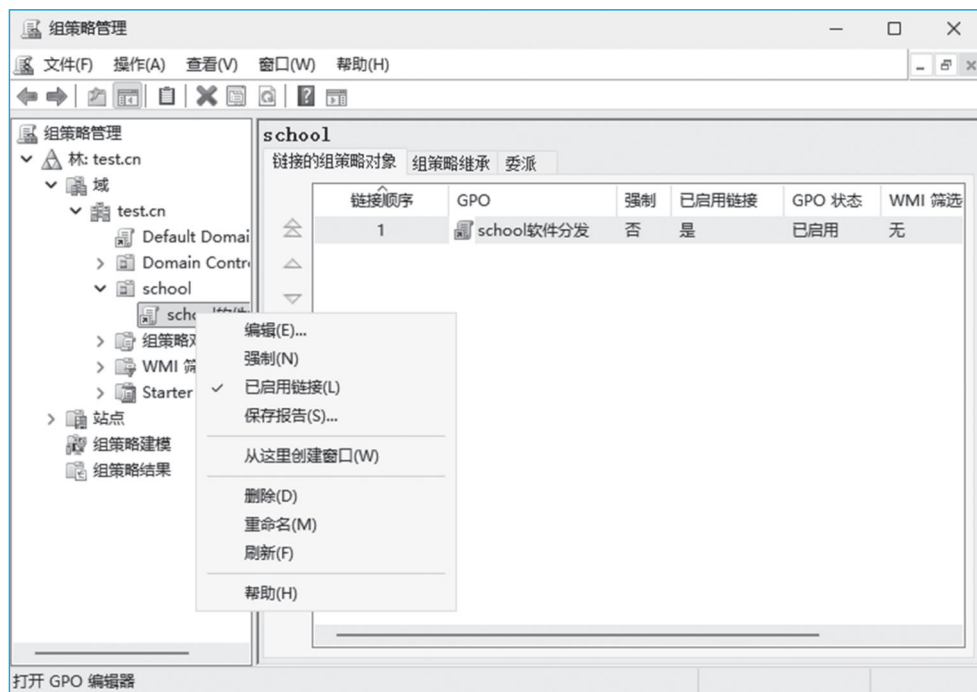 组策略管理
文件(F) 操作(A) 查看(V) 窗口(W) 帮助(H)
组策略管理
林: test.cn
域
test.cn
Default Domai
Domain Contr
school
组策略
WMI
Starter
站点
组策略建模
组策略结果
school
链接的组策略对象 组策略继承 委派
链接顺序 GPO 强制 已启用链接 GPO 状态 WMI 筛选
1 school软件分发 否 是 已启用 无
编辑(E)...
强制(N)
已启用链接(L)
保存报告(S)...
从这里创建窗口(W)
删除(D)
重命名(M)
刷新(F)
帮助(H)
打开 GPO 编辑器